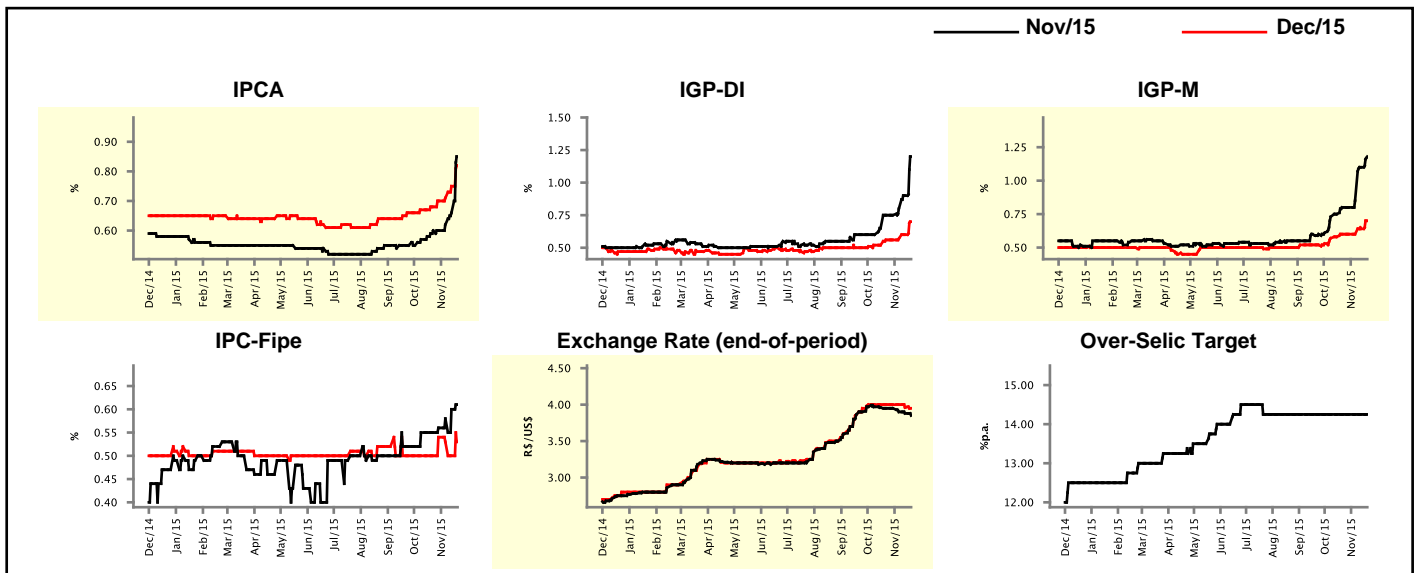 Nov/15 Dec/15
IPCA IGP-DI IGP-M
%
0.90
0.80
0.70
0.60
Dec/14 Jan/15 Feb/15 Mar/15 Apr/15 May/15 Jun/15 Jul/15 Aug/15 Sep/15 Oct/15 Nov/15
%
1.50
1.25
1.00
0.75
0.50
Dec/14 Jan/15 Feb/15 Mar/15 Apr/15 May/15 Jun/15 Jul/15 Aug/15 Sep/15 Oct/15 Nov/15
%
1.25
1.00
0.75
0.50
Dec/14 Jan/15 Feb/15 Mar/15 Apr/15 May/15 Jun/15 Jul/15 Aug/15 Sep/15 Oct/15 Nov/15
IPC-Fipe Exchange Rate (end-of-period) Over-Selic Target
%
0.65
0.60
0.55
0.50
0.45
0.40
Dec/14 Jan/15 Feb/15 Mar/15 Apr/15 May/15 Jun/15 Jul/15 Aug/15 Sep/15 Oct/15 Nov/15
R$/US$
4.50
4.00
3.50
3.00
Dec/14 Jan/15 Feb/15 Mar/15 Apr/15 May/15 Jun/15 Jul/15 Aug/15 Sep/15 Oct/15 Nov/15
%p.a.
15.00
14.00
13.00
12.00
Dec/14 Jan/15 Feb/15 Mar/15 Apr/15 May/15 Jun/15 Jul/15 Aug/15 Sep/15 Oct/15 Nov/15